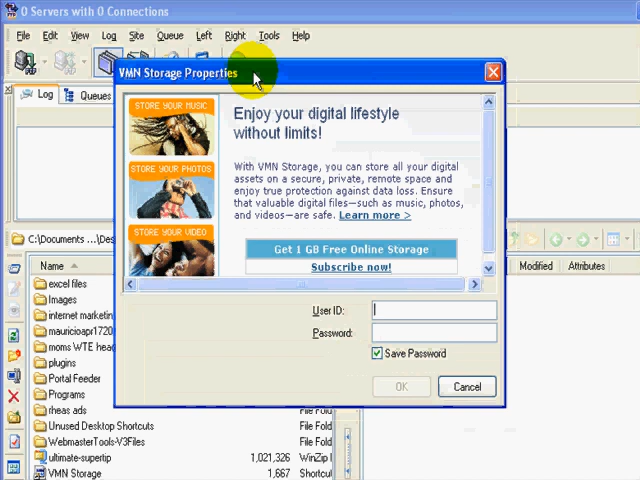 0 Servers with 0 Connections
File Edit View Log Site Queue Left Right Tools Help
VMN Storage Properties
Log Queues
STORE YOUR MUSIC
STORE YOUR PHOTOS
STORE YOUR VIDEO
Enjoy your digital lifestyle
without limits!
With VMN Storage, you can store all your digital
assets on a secure, private, remote space and
enjoy true protection against data loss. Ensure
that valuable digital files—such as music, photos,
and videos—are safe. Learn more >
Get 1 GB Free Online Storage
Subscribe now!
User ID:
Password:
Save Password
OK Cancel
C:\Documents ...\Des
Name Modified Attributes
excel files
Images
internet marketing
mauricioapr1720
moms WTE hea
plugins
Portal Feeder
Programs
rheas ads File Fold
Unused Desktop Shortcuts File Fold
WebmasterTools-V3Files File Fold
ultimate-supertip 1,021,326 WinZip
VMN Storage 1,667 Shortcu